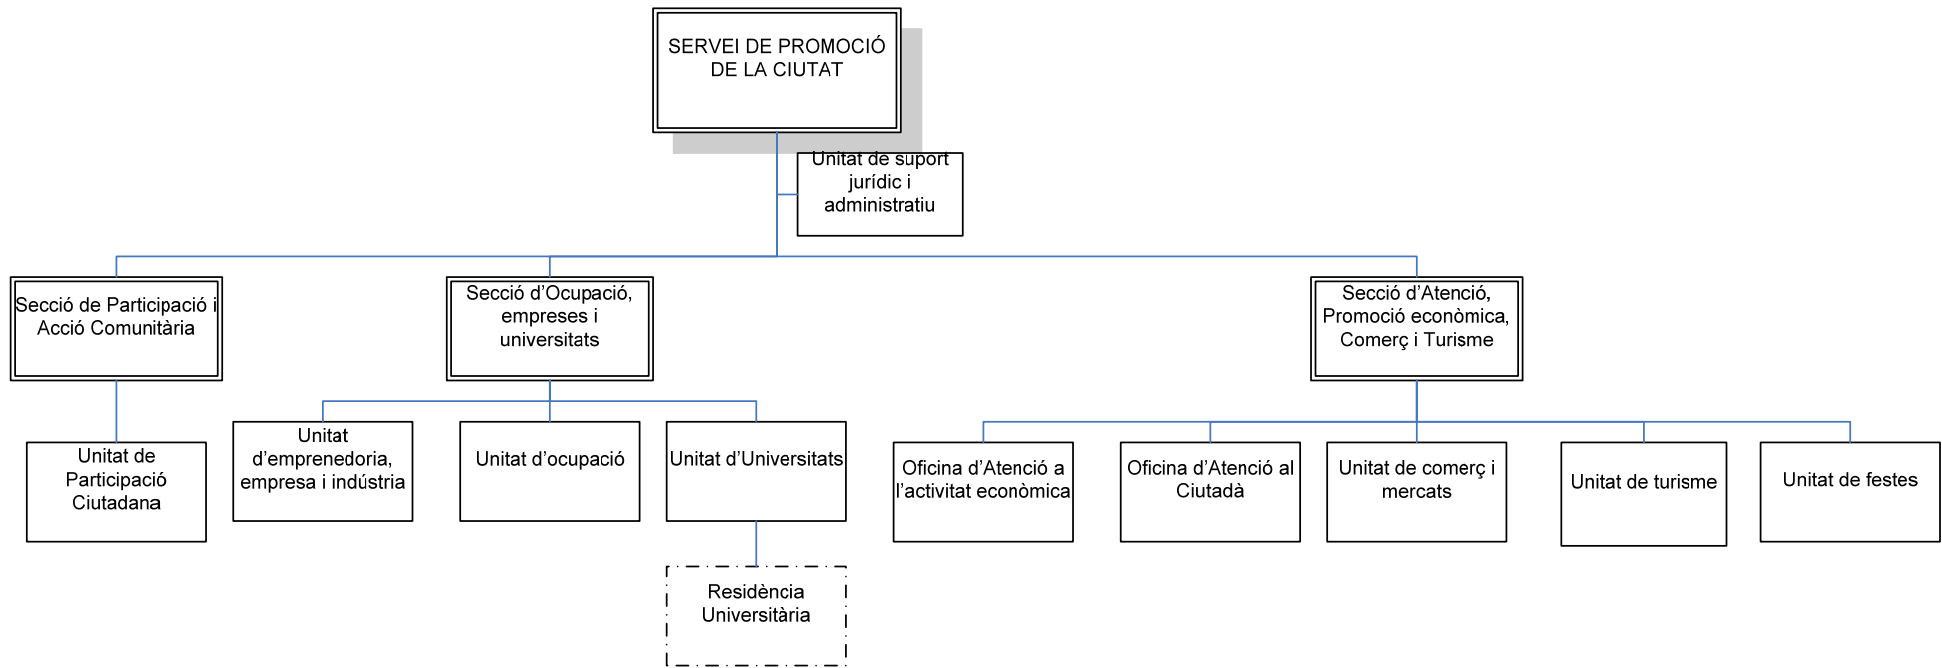 SERVEI DE PROMOCIÓ
DE LA CIUTAT
Unitat de suport
jurídic i
administratiu
Secció de Participació i
Acció Comunitària
Secció d’Ocupació,
empreses i
universitats
Secció d’Atenció,
Promoció econòmica,
Comerç i Turisme
Unitat de
Participació
Ciutadana
Unitat
d’emprenedoria,
empresa i indústria
Unitat d’ocupació
Unitat d’Universitats
Oficina d’Atenció a
l’activitat econòmica
Oficina d’Atenció al
Ciutadà
Unitat de comerç i
mercats
Unitat de turisme
Unitat de festes
Residència
Universitària